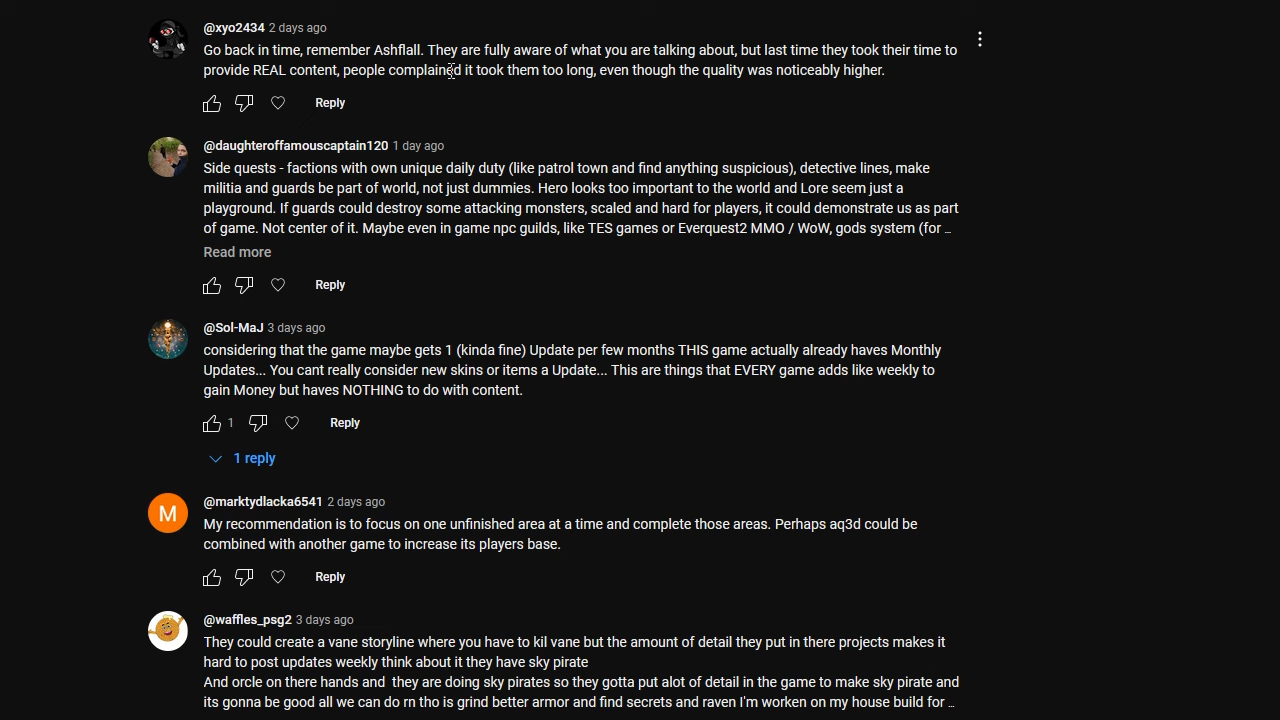 @xyo2434 2 days ago
Go back in time, remember Ashflall. They are fully aware of what you are talking about, but last time they took their time to
provide REAL content, people complained it took them too long, even though the quality was noticeably higher.
Reply
@daughteroffamouscaptain120 1 day ago
Side quests - factions with own unique daily duty (like patrol town and find anything suspicious), detective lines, make
militia and guards be part of world, not just dummies. Hero looks too important to the world and Lore seem just a
playground. If guards could destroy some attacking monsters, scaled and hard for players, it could demonstrate us as part
of game. Not center of it. Maybe even in game npc guilds, like TES games or Everquest2 MMO / WoW, gods system (for ...
Read more
Reply
@Sol-MaJ 3 days ago
considering that the game maybe gets 1 (kinda fine) Update per few months THIS game actually already haves Monthly
Updates... You cant really consider new skins or items a Update... This are things that EVERY game adds like weekly to
gain Money but haves NOTHING to do with content.
1 Reply
1 reply
M
@marktydlacka6541 2 days ago
My recommendation is to focus on one unfinished area at a time and complete those areas. Perhaps aq3d could be
combined with another game to increase its players base.
Reply
@waffles_psg2 3 days ago
They could create a vane storyline where you have to kil vane but the amount of detail they put in there projects makes it
hard to post updates weekly think about it they have sky pirate
And orcle on there hands and  they are doing sky pirates so they gotta put alot of detail in the game to make sky pirate and
its gonna be good all we can do rn tho is grind better armor and find secrets and raven I'm worken on my house build for ...